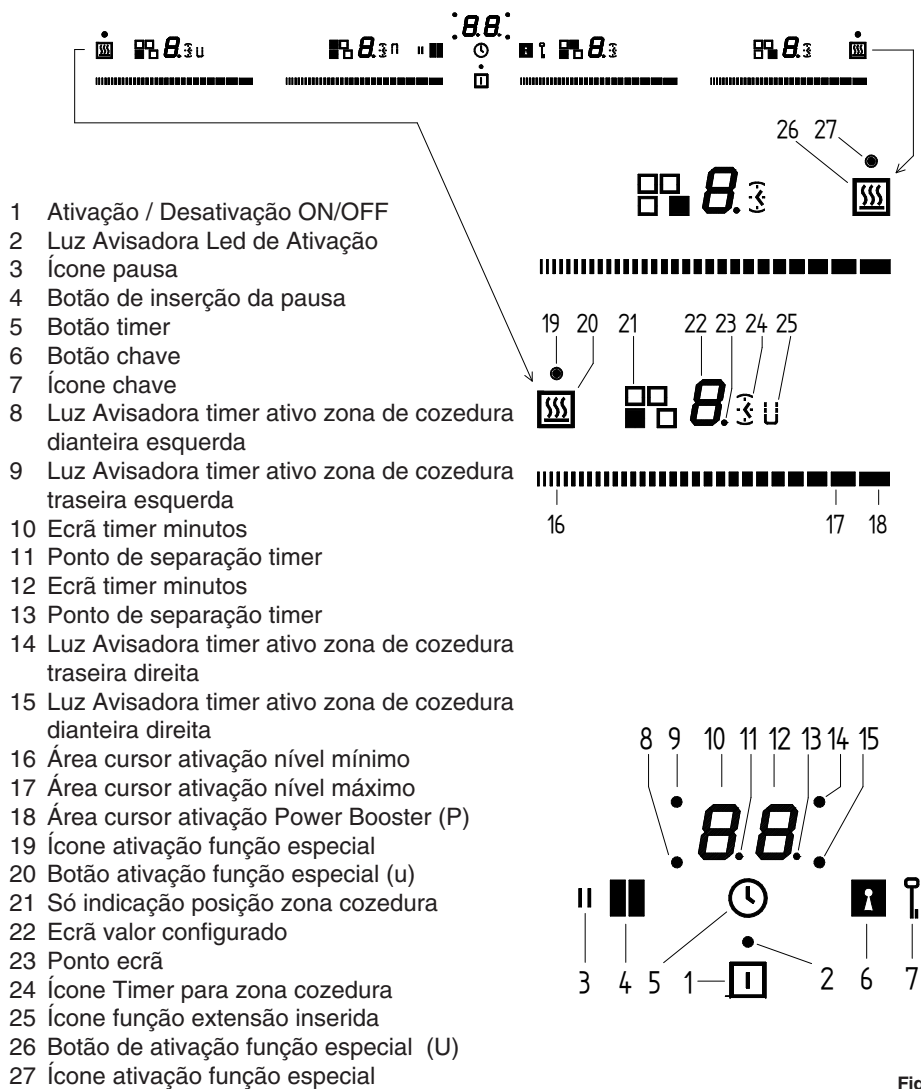 26 27
1 Ativação / Desativação ON/OFF
2 Luz Avisadora Led de Ativação
3 Ícone pausa
4 Botão de inserção da pausa
5 Botão timer
6 Botão chave
7 Ícone chave
8 Luz Avisadora timer ativo zona de cozedura
dianteira esquerda
9 Luz Avisadora timer ativo zona de cozedura
traseira esquerda
10 Ecrã timer minutos
11 Ponto de separação timer
12 Ecrã timer minutos
13 Ponto de separação timer
14 Luz Avisadora timer ativo zona de cozedura
traseira direita
15 Luz Avisadora timer ativo zona de cozedura
dianteira direita
16 Área cursor ativação nível mínimo
17 Área cursor ativação nível máximo
18 Área cursor ativação Power Booster (P)
19 Ícone ativação função especial
20 Botão ativação função especial (u)
21 Só indicação posição zona cozedura
22 Ecrã valor configurado
23 Ponto ecrã
24 Ícone Timer para zona cozedura
25 Ícone função extensão inserida
26 Botão de ativação função especial (U)
27 Ícone ativação função especial
19 20 21 22 23 24 25
16 17 18
8 9 10 11 12 13 14 15
3 4 5 1 2 6 7
Fig